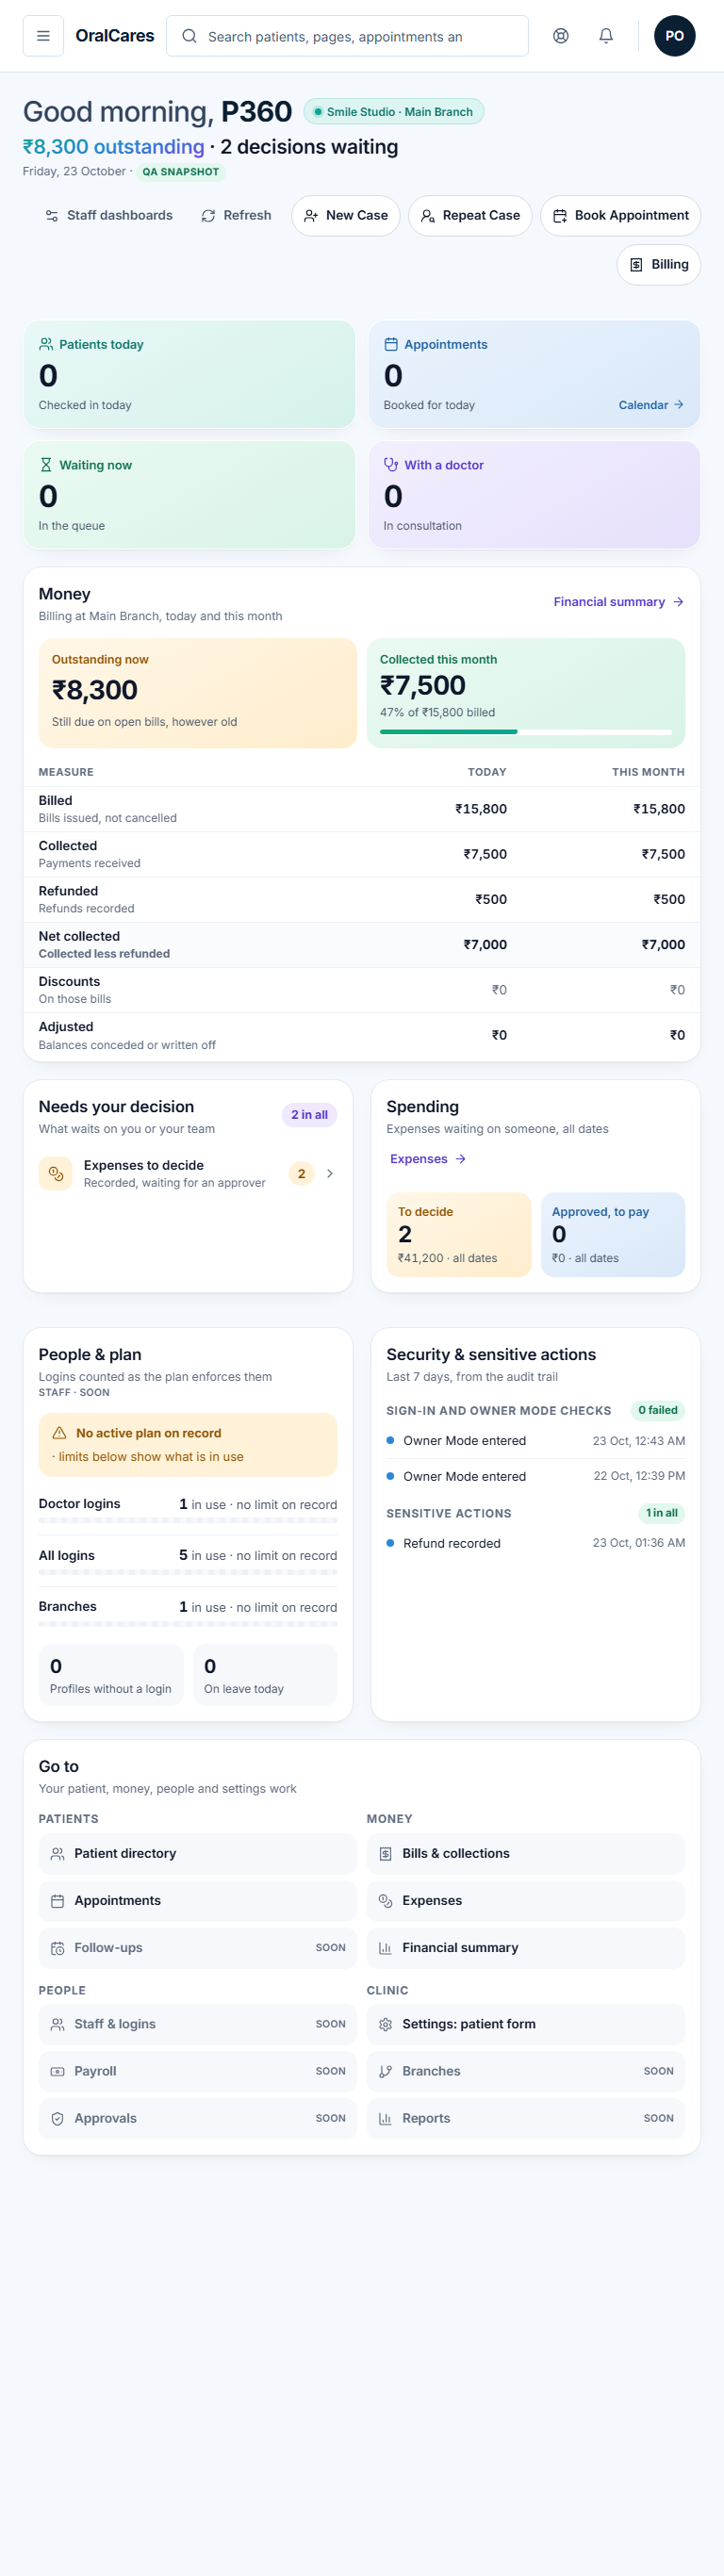 OralCares
Search patients, pages, appointments an
PO
Good morning, P360
Smile Studio · Main Branch
₹8,300 outstanding · 2 decisions waiting
Friday, 23 October · QA SNAPSHOT
Staff dashboards
Refresh
New Case
Repeat Case
Book Appointment
Billing
Patients today
0
Checked in today
Appointments
0
Booked for today
Calendar →
Waiting now
0
In the queue
With a doctor
0
In consultation
Money
Billing at Main Branch, today and this month
Financial summary →
Outstanding now
₹8,300
Still due on open bills, however old
Collected this month
₹7,500
47% of ₹15,800 billed
MEASURE TODAY THIS MONTH
Billed ₹15,800 ₹15,800
Bills issued, not cancelled
Collected ₹7,500 ₹7,500
Payments received
Refunded ₹500 ₹500
Refunds recorded
Net collected ₹7,000 ₹7,000
Collected less refunded
Discounts ₹0 ₹0
On those bills
Adjusted ₹0 ₹0
Balances conceded or written off
Needs your decision
What waits on you or your team
2 in all
Expenses to decide
Recorded, waiting for an approver
2
Spending
Expenses waiting on someone, all dates
Expenses →
To decide
2
₹41,200 · all dates
Approved, to pay
0
₹0 · all dates
People & plan
Logins counted as the plan enforces them
STAFF · SOON
No active plan on record
· limits below show what is in use
Doctor logins 1 in use · no limit on record
All logins 5 in use · no limit on record
Branches 1 in use · no limit on record
0
Profiles without a login
0
On leave today
Security & sensitive actions
Last 7 days, from the audit trail
SIGN-IN AND OWNER MODE CHECKS 0 failed
Owner Mode entered 23 Oct, 12:43 AM
Owner Mode entered 22 Oct, 12:39 PM
SENSITIVE ACTIONS 1 in all
Refund recorded 23 Oct, 01:36 AM
Go to
Your patient, money, people and settings work
PATIENTS
Patient directory
Appointments
Follow-ups SOON
MONEY
Bills & collections
Expenses
Financial summary
PEOPLE
Staff & logins SOON
Payroll SOON
Approvals SOON
CLINIC
Settings: patient form
Branches SOON
Reports SOON